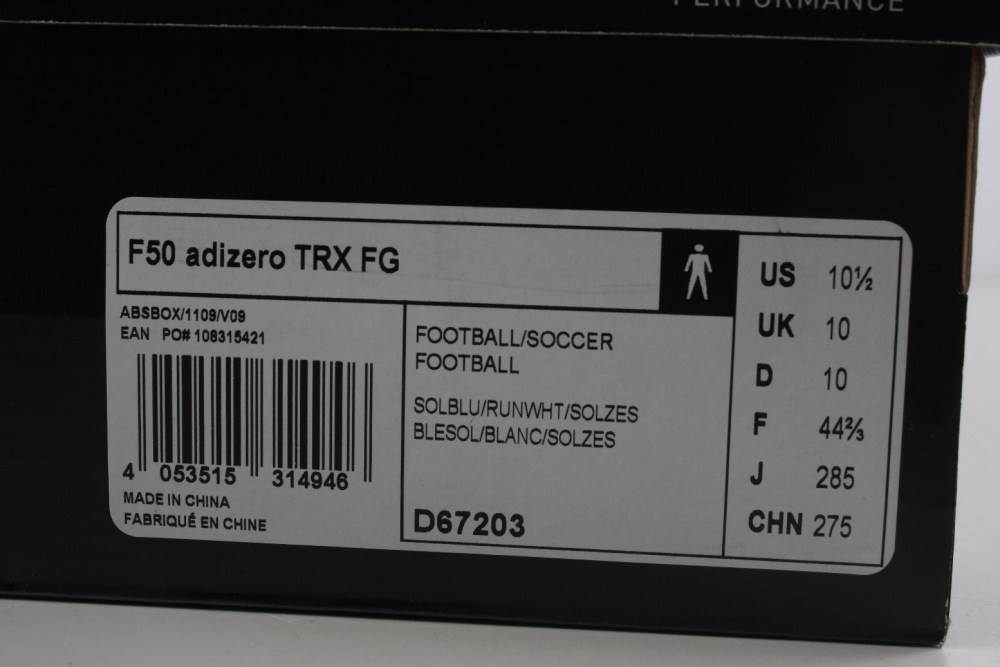 PERFORMANCE
F50 adizero TRX FG
ABSBOX/1109/V09
EAN PO# 108315421
4 053515 314946
MADE IN CHINA
FABRIQUÉ EN CHINE
FOOTBALL/SOCCER
FOOTBALL
SOLBLU/RUNWHT/SOLZES
BLESOL/BLANC/SOLZES
D67203
US 10½
UK 10
D 10
F 44⅔
J 285
CHN 275